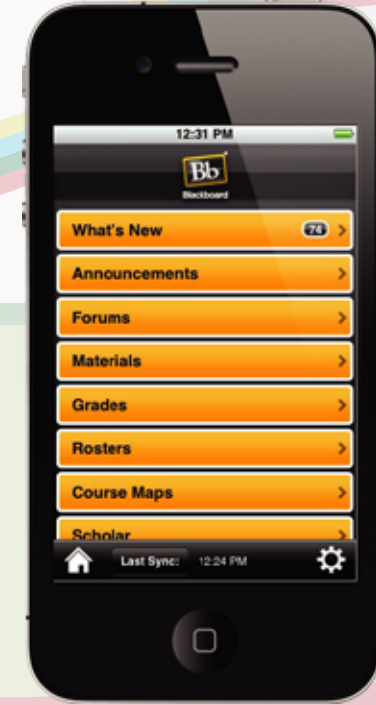 12:31 PM
Bb
Blackboard
What's New 74
Announcements
Forums
Materials
Grades
Rosters
Course Maps
Scholar
Last Sync: 12:24 PM